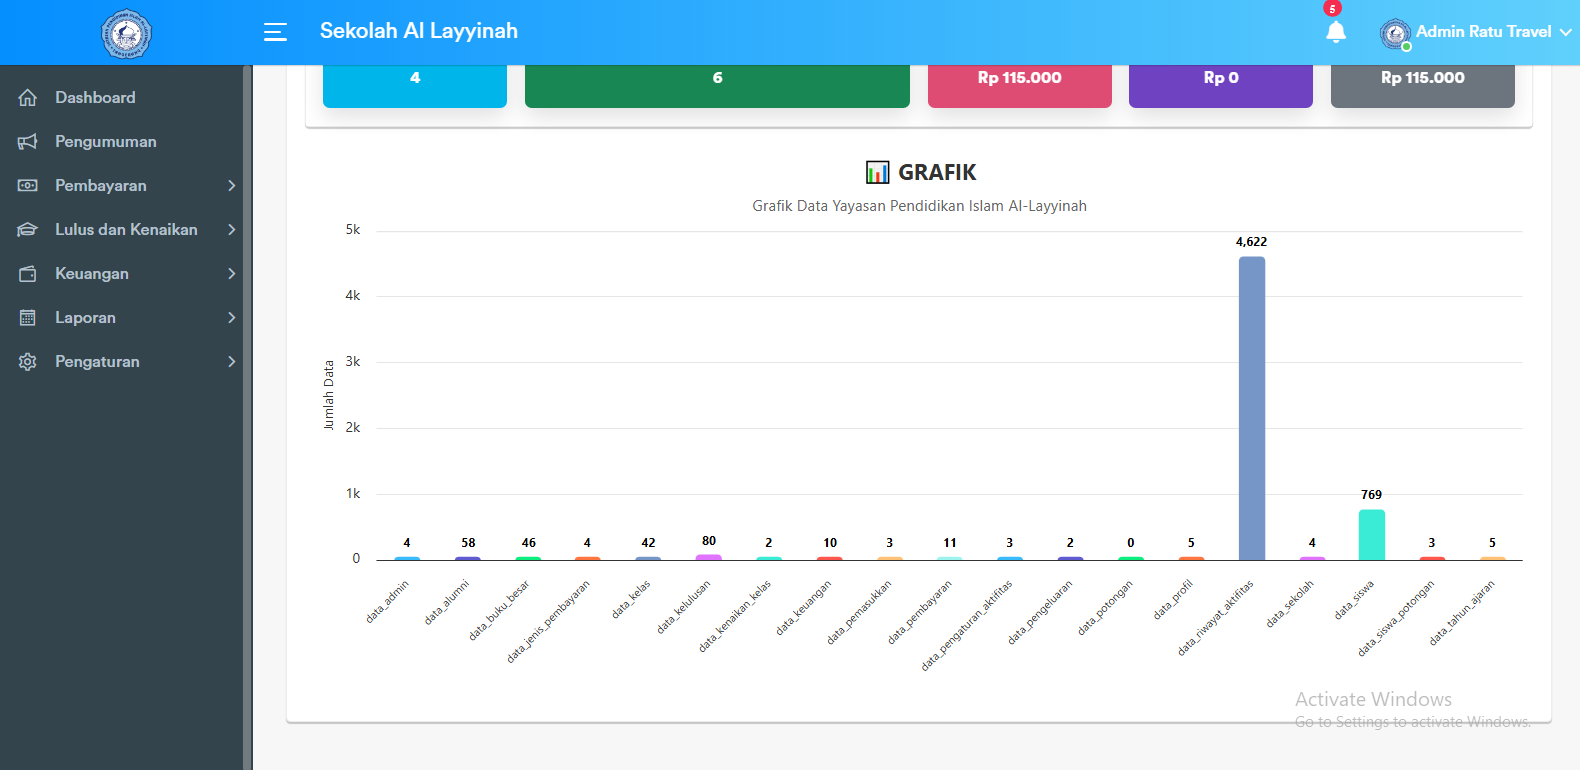 Sekolah Al Layyinah
5
Admin Ratu Travel
Dashboard
Pengumuman
Pembayaran
Lulus dan Kenaikan
Keuangan
Laporan
Pengaturan
4
6
Rp 115.000
Rp 0
Rp 115.000
GRAFIK
Grafik Data Yayasan Pendidikan Islam Al-Layyinah
Jumlah Data
5k
4k
3k
2k
1k
0
4
58
46
4
42
80
2
10
3
11
3
2
0
5
4,622
4
769
3
5
data_admin
data_alumni
data_buku_besar
data_jenis_pembayaran
data_kelas
data_kelulusan
data_kenaikan_kelas
data_keuangan
data_pemasukkan
data_pembayaran
data_pengaturan_aktifitas
data_pengeluaran
data_potongan
data_profil
data_riwayat_aktifitas
data_sekolah
data_siswa
data_siswa_potongan
data_tahun_ajaran
Activate Windows
Go to Settings to activate Windows.